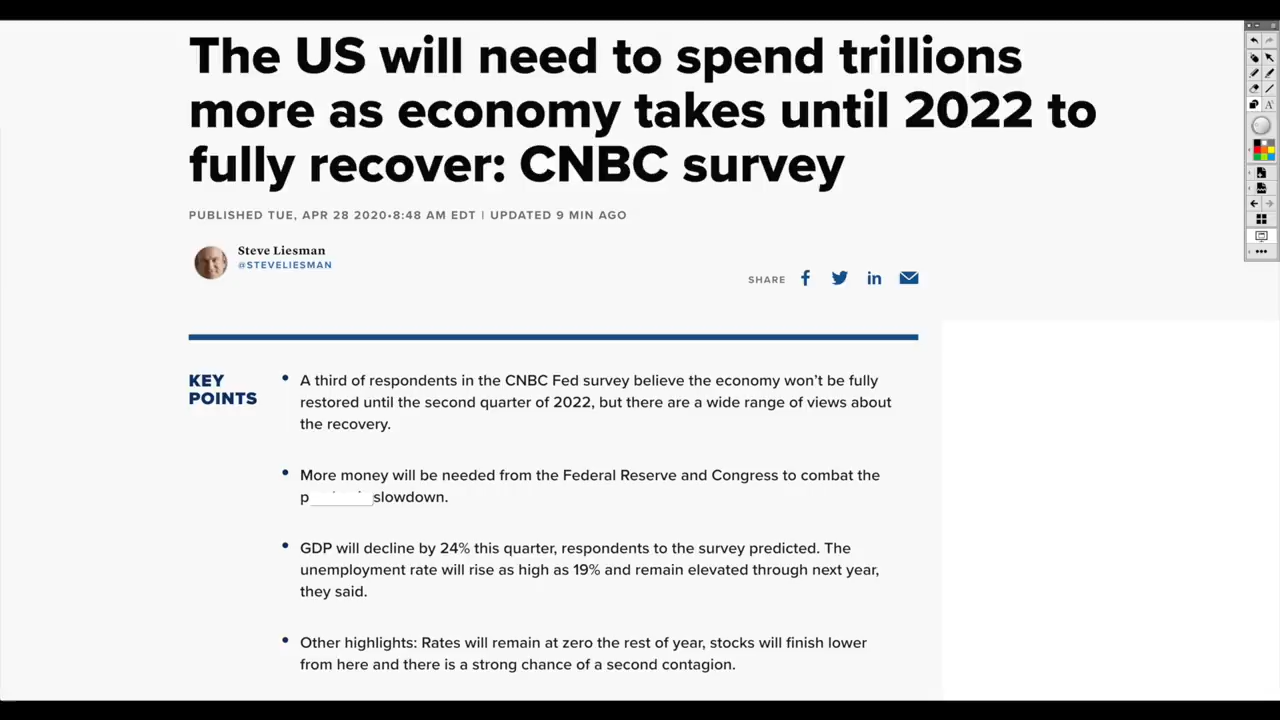 The US will need to spend trillions
more as economy takes until 2022 to
fully recover: CNBC survey
PUBLISHED TUE, APR 28 2020•8:48 AM EDT | UPDATED 9 MIN AGO
Steve Liesman
@STEVELIESMAN
SHARE
KEY
POINTS
• A third of respondents in the CNBC Fed survey believe the economy won't be fully
restored until the second quarter of 2022, but there are a wide range of views about
the recovery.
• More money will be needed from the Federal Reserve and Congress to combat the
slowdown.
• GDP will decline by 24% this quarter, respondents to the survey predicted. The
unemployment rate will rise as high as 19% and remain elevated through next year,
they said.
• Other highlights: Rates will remain at zero the rest of year, stocks will finish lower
from here and there is a strong chance of a second contagion.